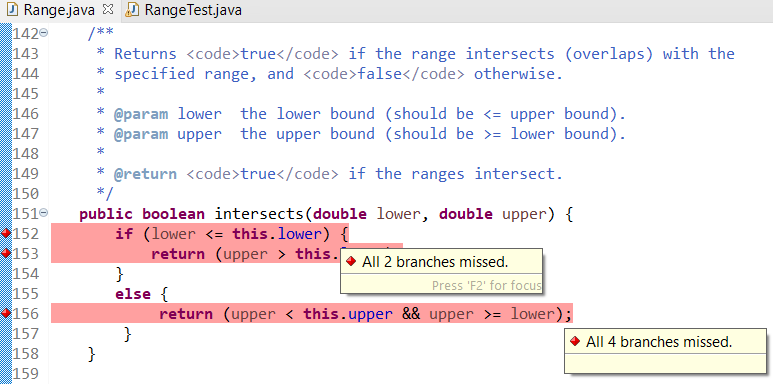 Range.java RangeTest.java
142 /**
143 * Returns <code>true</code> if the range intersects (overlaps) with the
144 * specified range, and <code>false</code> otherwise.
145 *
146 * @param lower  the lower bound (should be <= upper bound).
147 * @param upper  the upper bound (should be >= lower bound).
148 *
149 * @return <code>true</code> if the ranges intersect.
150 */
151 public boolean intersects(double lower, double upper) {
152 if (lower <= this.lower) {
153 return (upper > this.
All 2 branches missed.
154 }
Press 'F2' for focus
155 else {
156 return (upper < this.upper && upper >= lower);
157 }
All 4 branches missed.
158 }
159